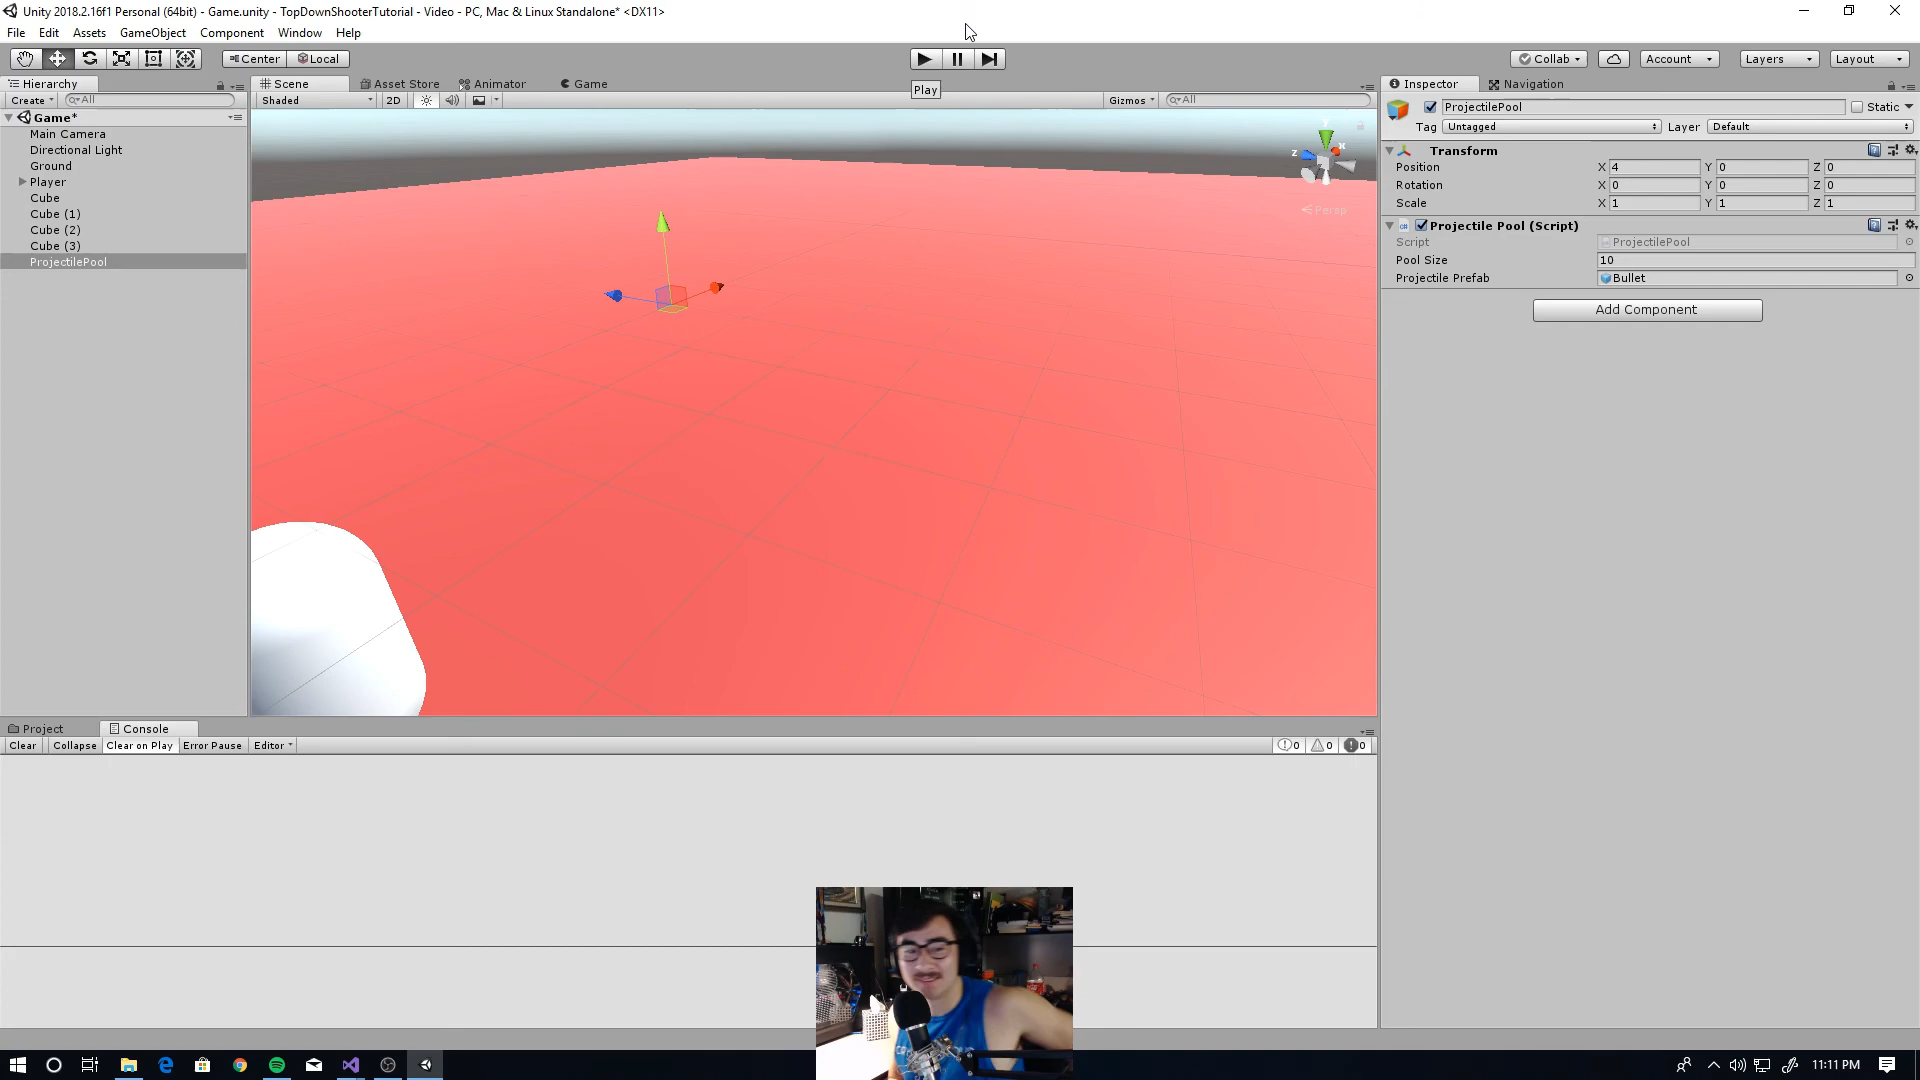 Unity 2018.2.16f1 Personal (64bit) - Game.unity - TopDownShooterTutorial - Video - PC, Mac & Linux Standalone* <DX11>
File Edit Assets GameObject Component Window Help
Center Local Collab Account Layers Layout
Play
Hierarchy
Create All
Game*
Main Camera
Directional Light
Ground
Player
Cube
Cube (1)
Cube (2)
Cube (3)
ProjectilePool
Scene Asset Store Animator Game
Shaded 2D Gizmos All
y
x
z
Persp
Inspector Navigation
ProjectilePool Static
Tag Untagged Layer Default
Transform
Position X 4 Y 0 Z 0
Rotation X 0 Y 0 Z 0
Scale X 1 Y 1 Z 1
Projectile Pool (Script)
Script ProjectilePool
Pool Size 10
Projectile Prefab Bullet
Add Component
Project Console
Clear Collapse Clear on Play Error Pause Editor 0 0 0
11:11 PM